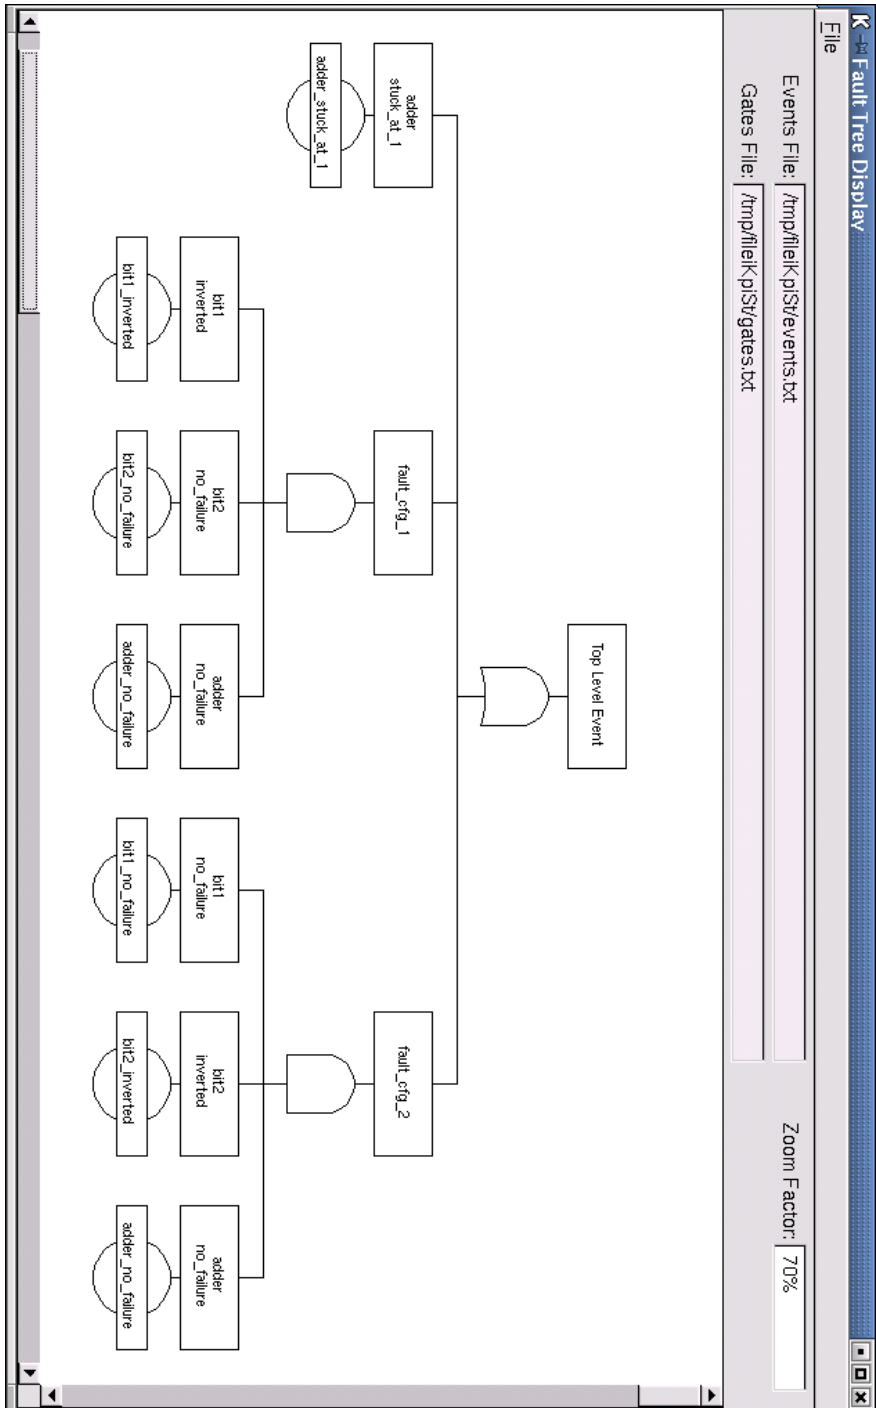 Fault Tree Display
File
Events File: /tmp/fileiKpiSt/events.txt
Zoom Factor: 70%
Gates File: /tmp/fileiKpiSt/gates.txt
Top Level Event
adder
stuck_at_1
fault_cfg_1
fault_cfg_2
adder_stuck_at_1
bit1
inverted
bit2
no_failure
adder
no_failure
bit1
no_failure
bit2
inverted
adder
no_failure
bit1_inverted
bit2_no_failure
adder_no_failure
bit1_no_failure
bit2_inverted
adder_no_failure